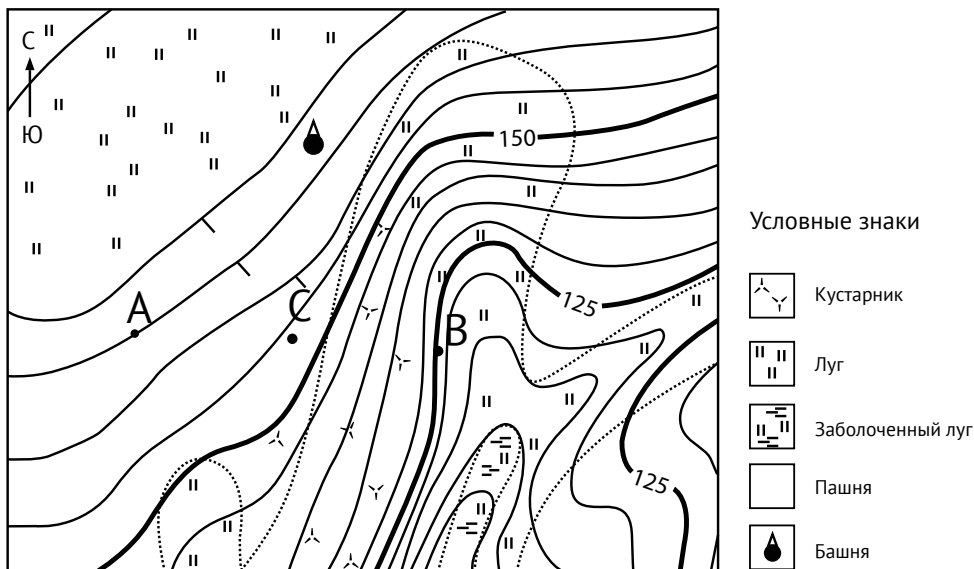 С
Ю
150
А
С
В
125
125
Условные знаки
Кустарник
Луг
Заболоченный луг
Пашня
Башня